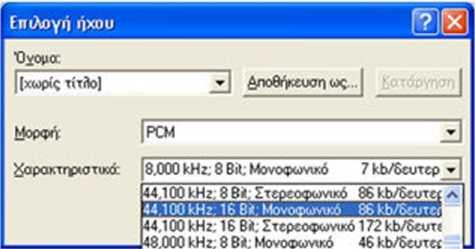 Επιλογή ήχου
Όνομα:
[χωρίς τίτλο]
Αποθήκευση ως...
Κατάργηση
Μορφή:
PCM
Χαρακτηριστικά:
8,000 kHz; 8 Bit; Μονοφωνικό 7 kb/δευτερ
44,100 kHz; 8 Bit; Στερεοφωνικό 86 kb/δευτερ
44,100 kHz; 16 Bit; Μονοφωνικό 86 kb/δευτερ
44,100 kHz; 16 Bit; Στερεοφωνικό 172 kb/δευτερ
48,000 kHz; 8 Bit; Μονοφωνικό 46 kb/δευτερ